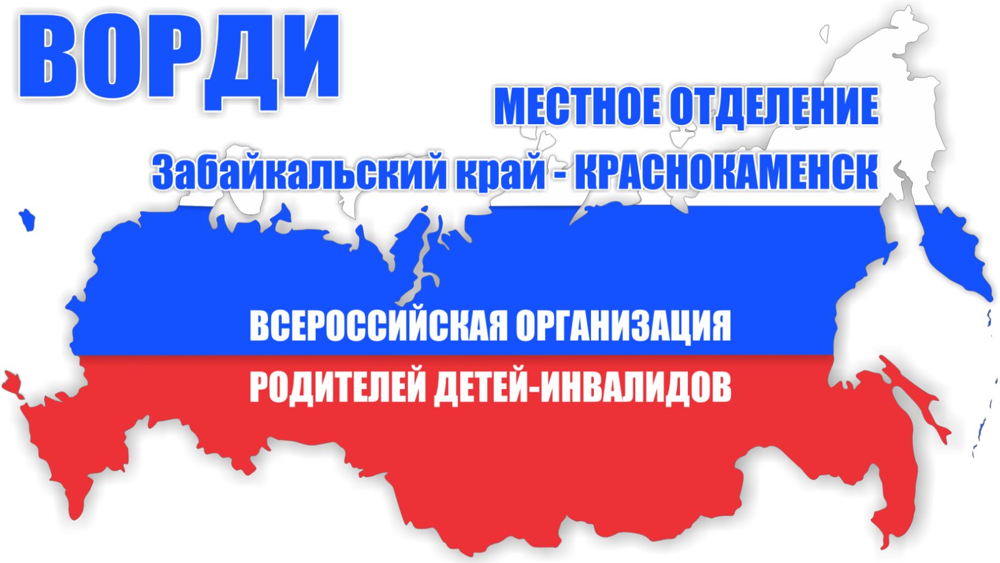 ВОРДИ
МЕСТНОЕ ОТДЕЛЕНИЕ
Забайкальский край - КРАСНОКАМЕНСК
ВСЕРОССИЙСКАЯ ОРГАНИЗАЦИЯ
РОДИТЕЛЕЙ ДЕТЕЙ-ИНВАЛИДОВ